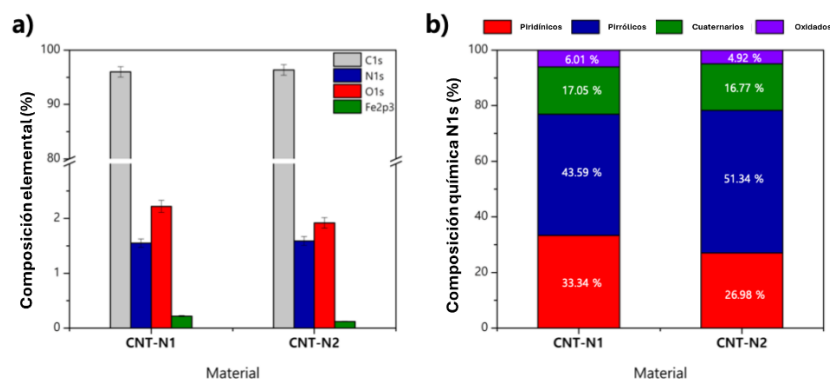 a)
Composición elemental (%)
100
95
90
80
2
1
0
C1s
N1s
O1s
Fe2p3
CNT-N1
CNT-N2
Material
b)
Piridínicos
Pirrólicos
Cuaternarios
Oxidados
Composición química N1s (%)
100
80
60
40
20
0
6.01 %
17.05 %
43.59 %
33.34 %
4.92 %
16.77 %
51.34 %
26.98 %
CNT-N1
CNT-N2
Material